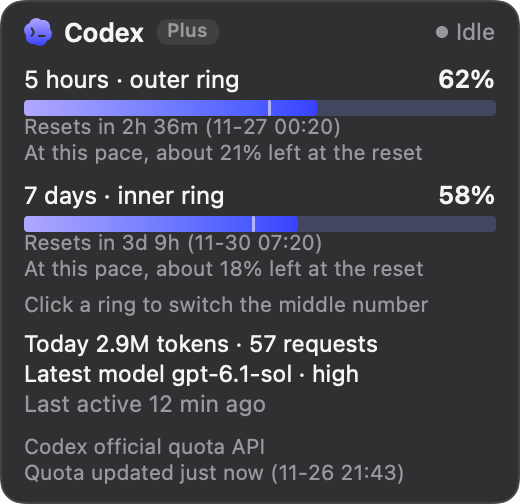 Codex Plus Idle
5 hours · outer ring 62%
Resets in 2h 36m (11-27 00:20)
At this pace, about 21% left at the reset
7 days · inner ring 58%
Resets in 3d 9h (11-30 07:20)
At this pace, about 18% left at the reset
Click a ring to switch the middle number
Today 2.9M tokens · 57 requests
Latest model gpt-6.1-sol · high
Last active 12 min ago
Codex official quota API
Quota updated just now (11-26 21:43)